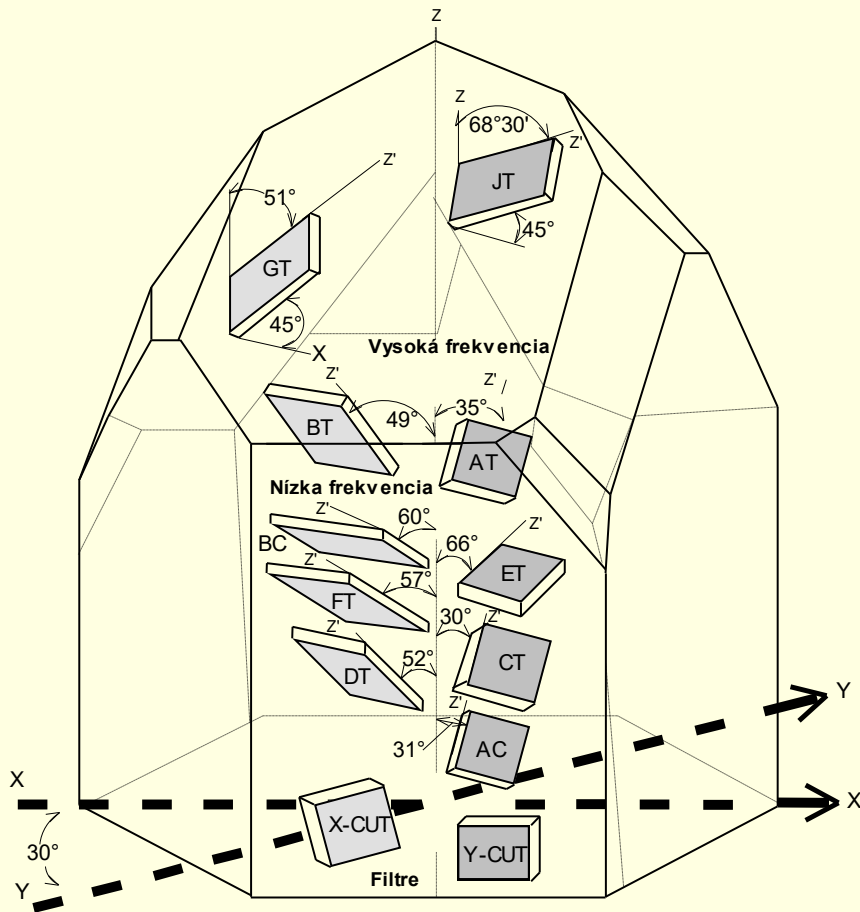 Z
Z
68°30'
Z'
JT
45°
Z'
51°
GT
45°
X
Vysoká frekvencia
Z'
49°
BT
Z'
35°
AT
Nízka frekvencia
Z'
60°
BC
Z'
66°
ET
Z'
57°
FT
30°
Z'
CT
Z'
52°
DT
Z'
31°
AC
Y
X
X
30°
Y
X-CUT
Y-CUT
Filtre